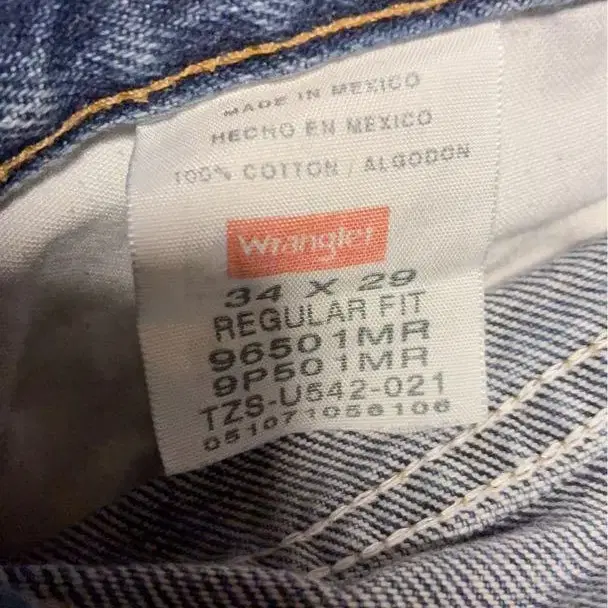 MADE IN MEXICO
HECHO EN MEXICO
100% COTTON / ALGODON
Wrangler
34 X 29
REGULAR FIT
96501MR
9P501MR
TZS-U542-021
051071056106